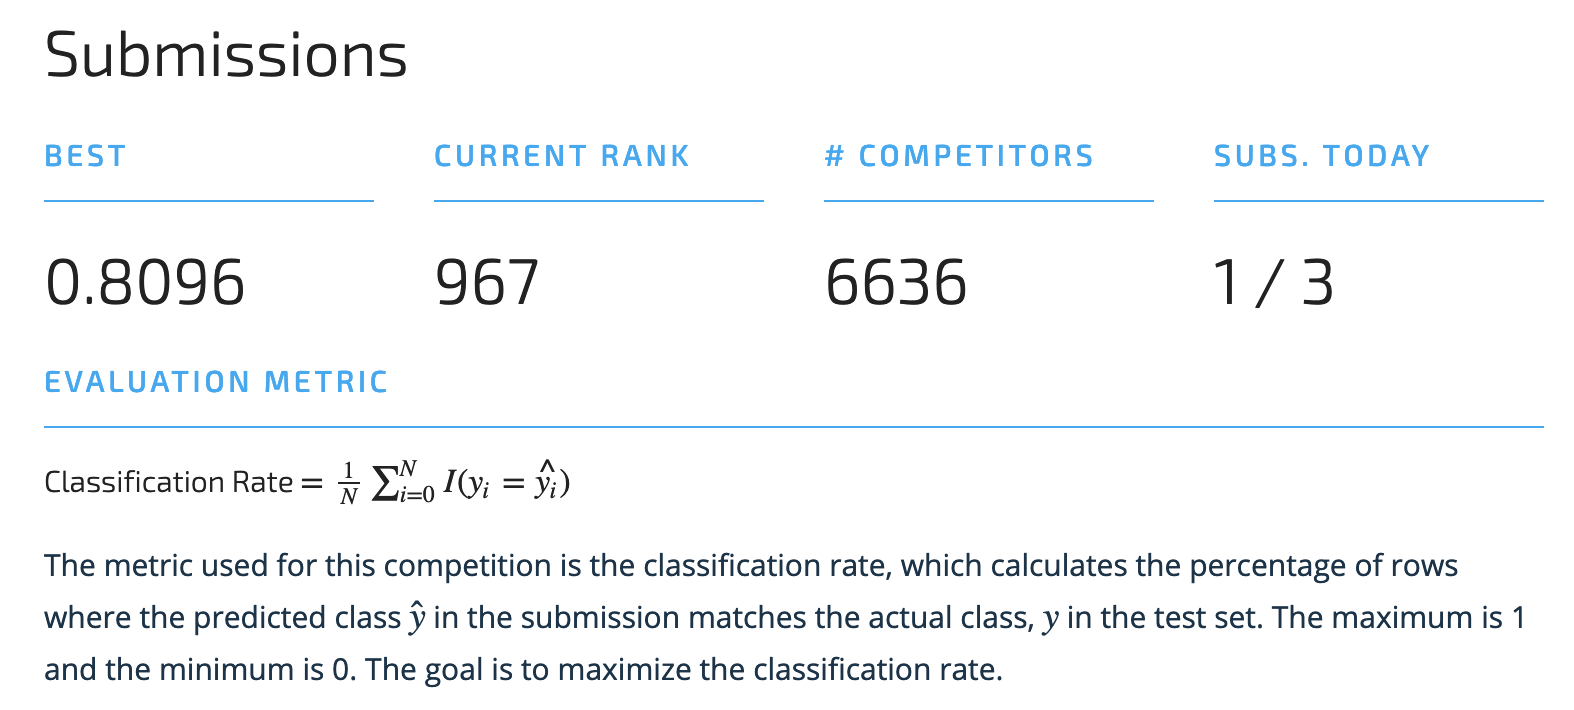 Submissions
BEST CURRENT RANK # COMPETITORS SUBS. TODAY
0.8096 967 6636 1 / 3
EVALUATION METRIC
Classification Rate = \frac{1}{N} \sum_{i=0}^{N} I(y_i = \hat{y_i})
The metric used for this competition is the classification rate, which calculates the percentage of rows
where the predicted class ŷ in the submission matches the actual class, y in the test set. The maximum is 1
and the minimum is 0. The goal is to maximize the classification rate.